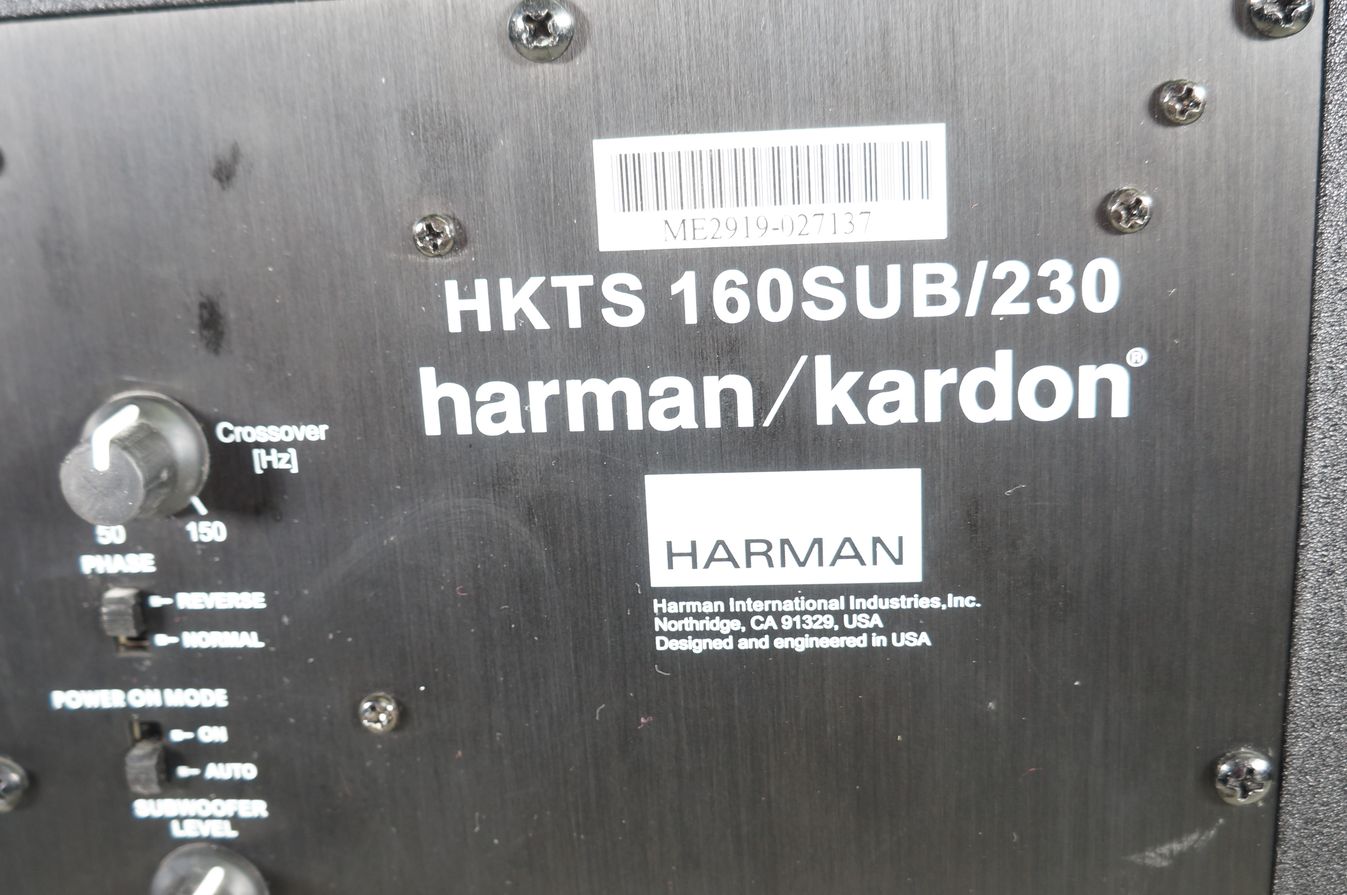 ME2919-027137
HKTS 160SUB/230
harman/kardon®
Crossover
[Hz]
50 150
HARMAN
PHASE
REVERSE
NORMAL
Harman International Industries,Inc.
Northridge, CA 91329, USA
Designed and engineered in USA
POWER ON MODE
ON
AUTO
SUBWOOFER
LEVEL